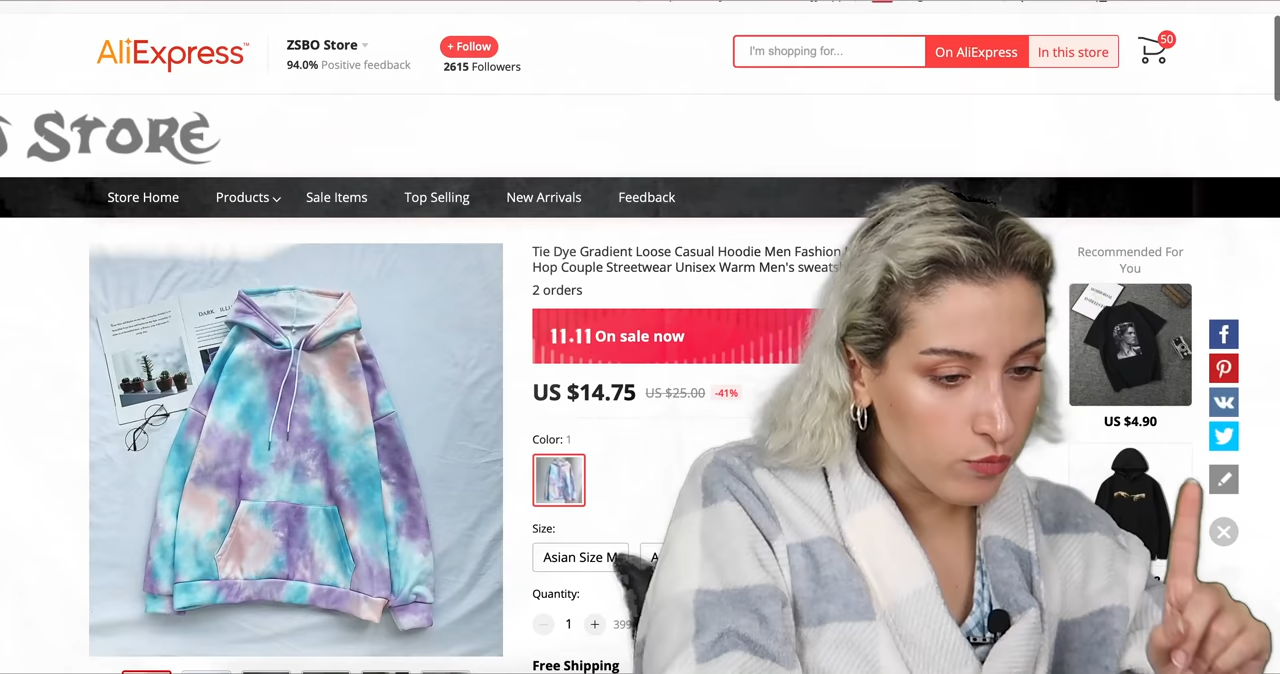 AliExpress™
ZSBO Store
94.0% Positive feedback
+ Follow
2615 Followers
I'm shopping for...
On AliExpress
In this store
50
STORE
Store Home
Products
Sale Items
Top Selling
New Arrivals
Feedback
Tie Dye Gradient Loose Casual Hoodie Men Fashion
Hop Couple Streetwear Unisex Warm Men's
2 orders
11.11 On sale now
US $14.75 US $25.00 -41%
Color: 1
Size:
Asian Size M
Quantity:
1
399
Free Shipping
DARK
Recommended For
You
US $4.90